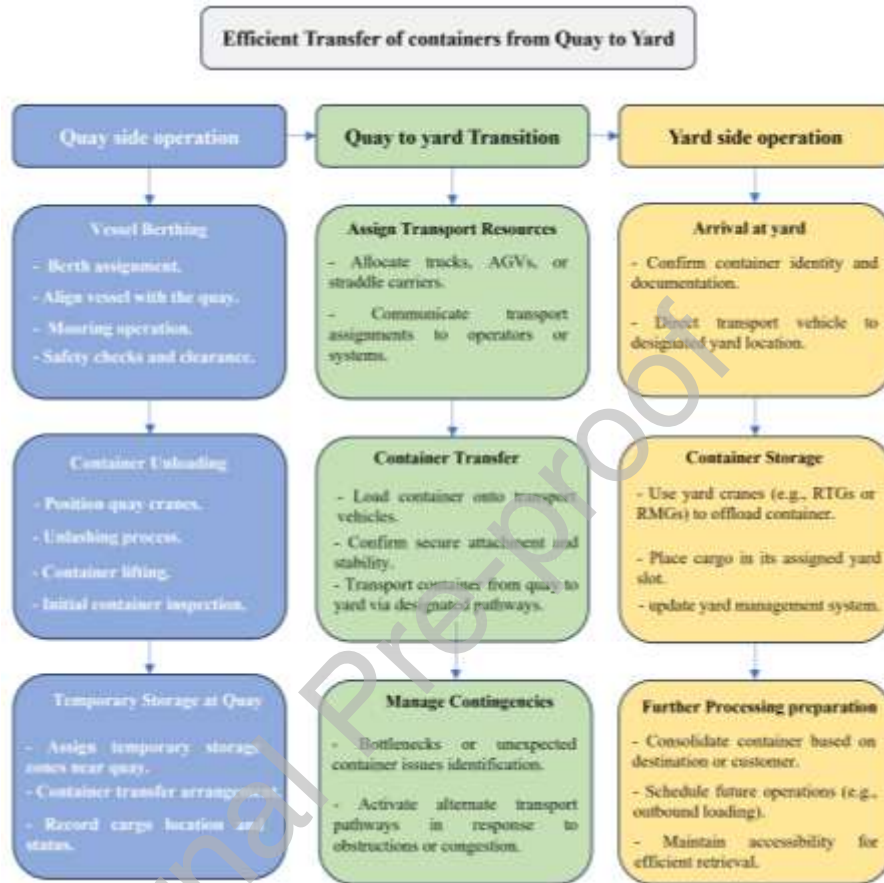 Efficient Transfer of containers from Quay to Yard
Quay side operation
Quay to yard Transition
Yard side operation
Vessel Berthing
- Berth assignment.
- Align vessel with the quay.
- Mooring operation.
- Safety checks and clearance.
Assign Transport Resources
- Allocate trucks, AGVs, or
straddle carriers.
- Communicate transport
assignments to operators or
systems.
Arrival at yard
- Confirm container identity and
documentation.
- Direct transport vehicle to
designated yard location.
Container Unloading
- Position quay cranes.
- Unlashing process.
- Container lifting.
- Initial container inspection.
Container Transfer
- Load container onto transport
vehicles.
- Confirm secure attachment and
stability.
- Transport container from quay to
yard via designated pathways.
Container Storage
- Use yard cranes (e.g., RTGs or
RMGs) to offload container.
- Place cargo in its assigned yard
slot.
- update yard management system.
Temporary Storage at Quay
- Assign temporary storage
zones near quay.
- Container transfer arrangement.
- Record cargo location and
status.
Manage Contingencies
- Bottlenecks or unexpected
container issues identification.
- Activate alternate transport
pathways in response to
obstructions or congestion.
Further Processing preparation
- Consolidate container based on
destination or customer.
- Schedule future operations (e.g.,
outbound loading).
- Maintain accessibility for
efficient retrieval.
nal Pre-proof